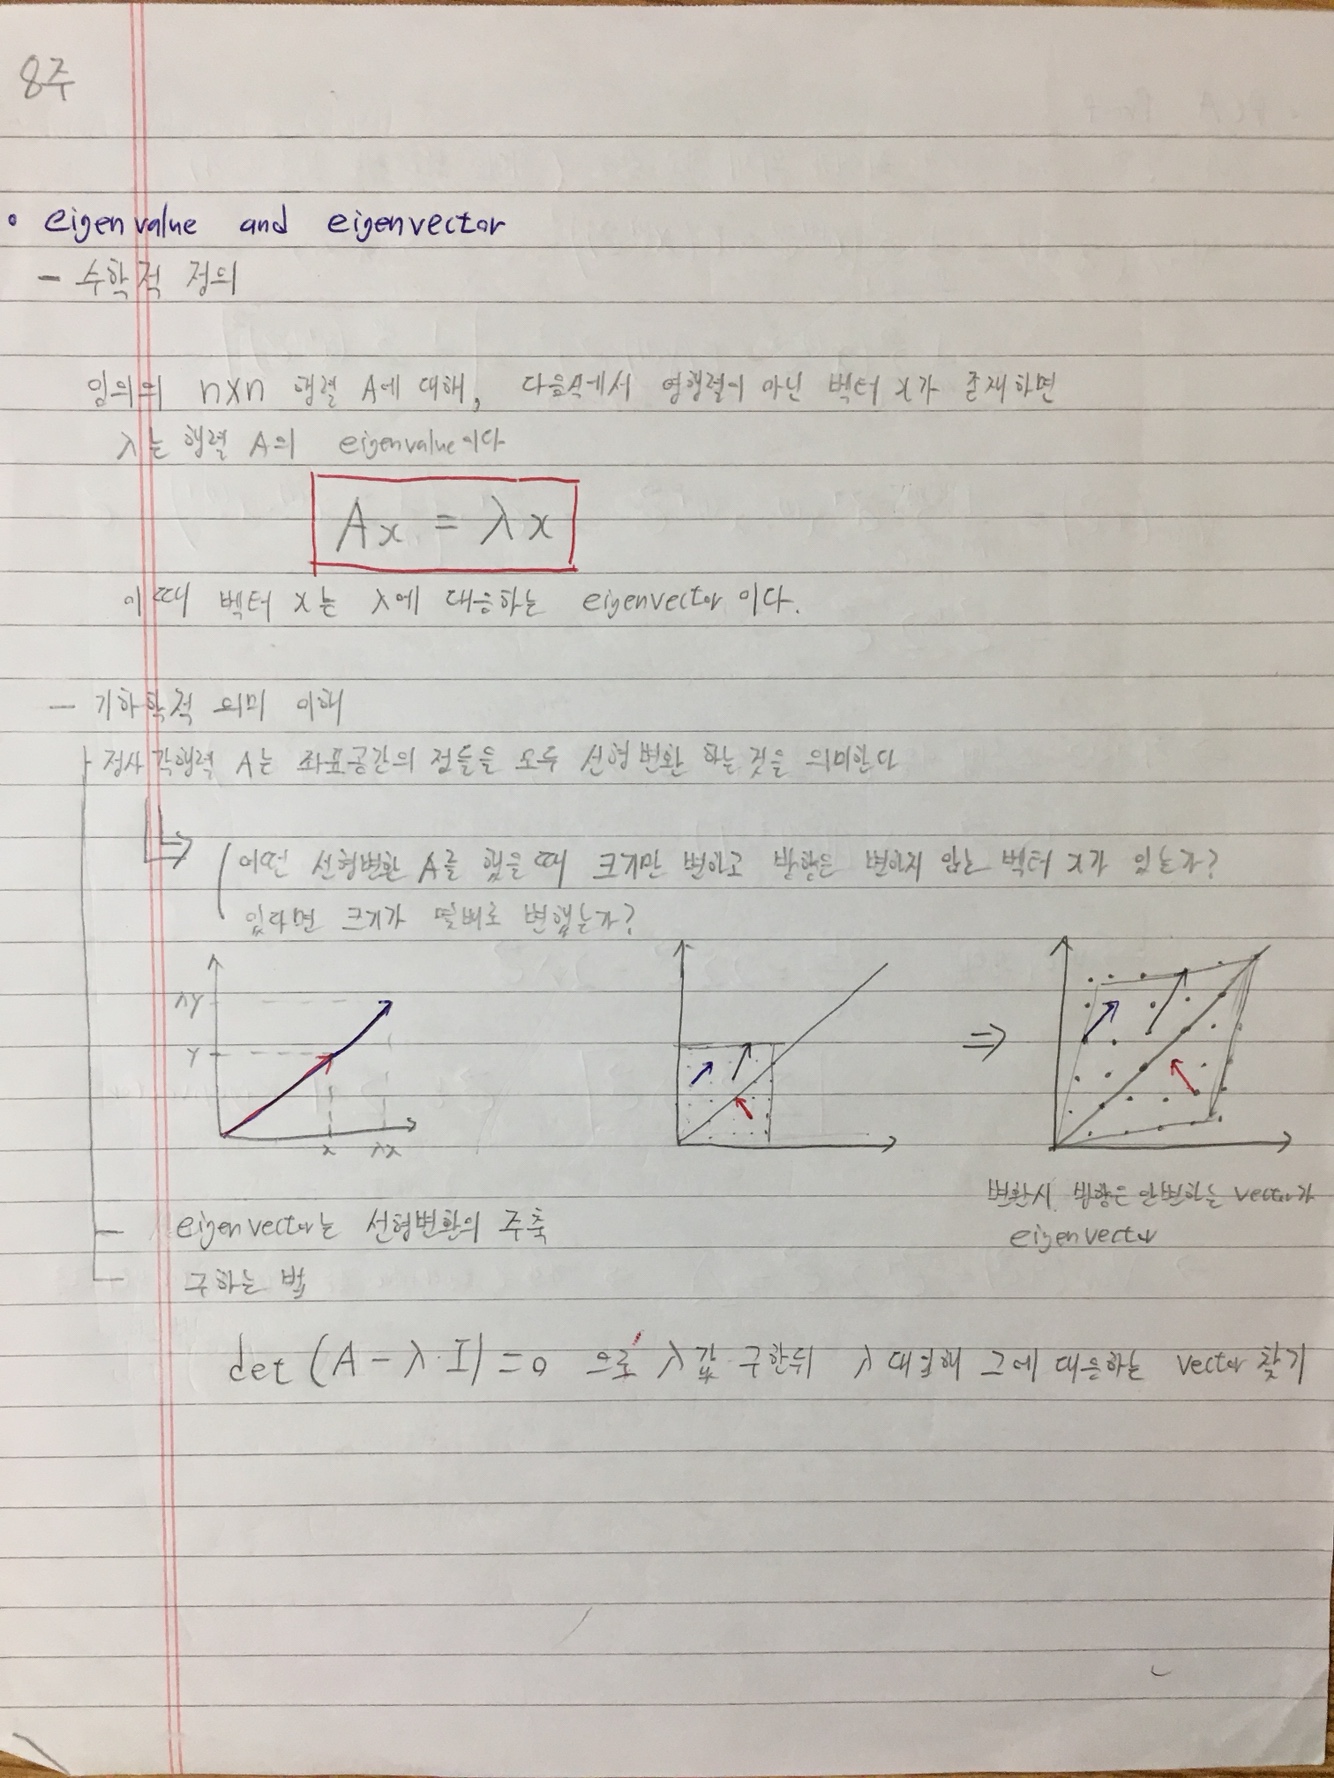 8주
• eigenvalue and eigenvector
- 수학적 정의
임의의 n×n 행렬 A에 대해, 다음식에서 영행렬이 아닌 벡터 x가 존재하면
λ는 행렬 A의 eigenvalue이다
Ax = λx
이때 벡터 x는 λ에 대응하는 eigenvector 이다.
- 기하학적 의미 이해
정사각행렬 A는 좌표공간의 점들을 모두 선형변환 하는 것을 의미한다
어떤 선형변환 A를 했을때 크기만 변하고 방향은 변하지 않는 벡터 x가 있는가?
있다면 크기가 몇배로 변했는가?
λy
y
x λx
⇒
변환시 방향은 안변하는 vector가
eigenvector
eigenvector는 선형변환의 주축
구하는 법
det (A - λ·I) = 0 으로 λ값 구한뒤 λ 대입해 그에 대응하는 vector 찾기